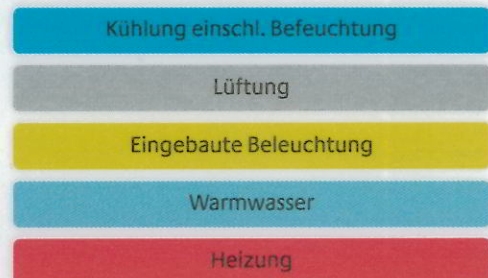 Kühlung einschl. Befeuchtung
Lüftung
Eingebaute Beleuchtung
Warmwasser
Heizung